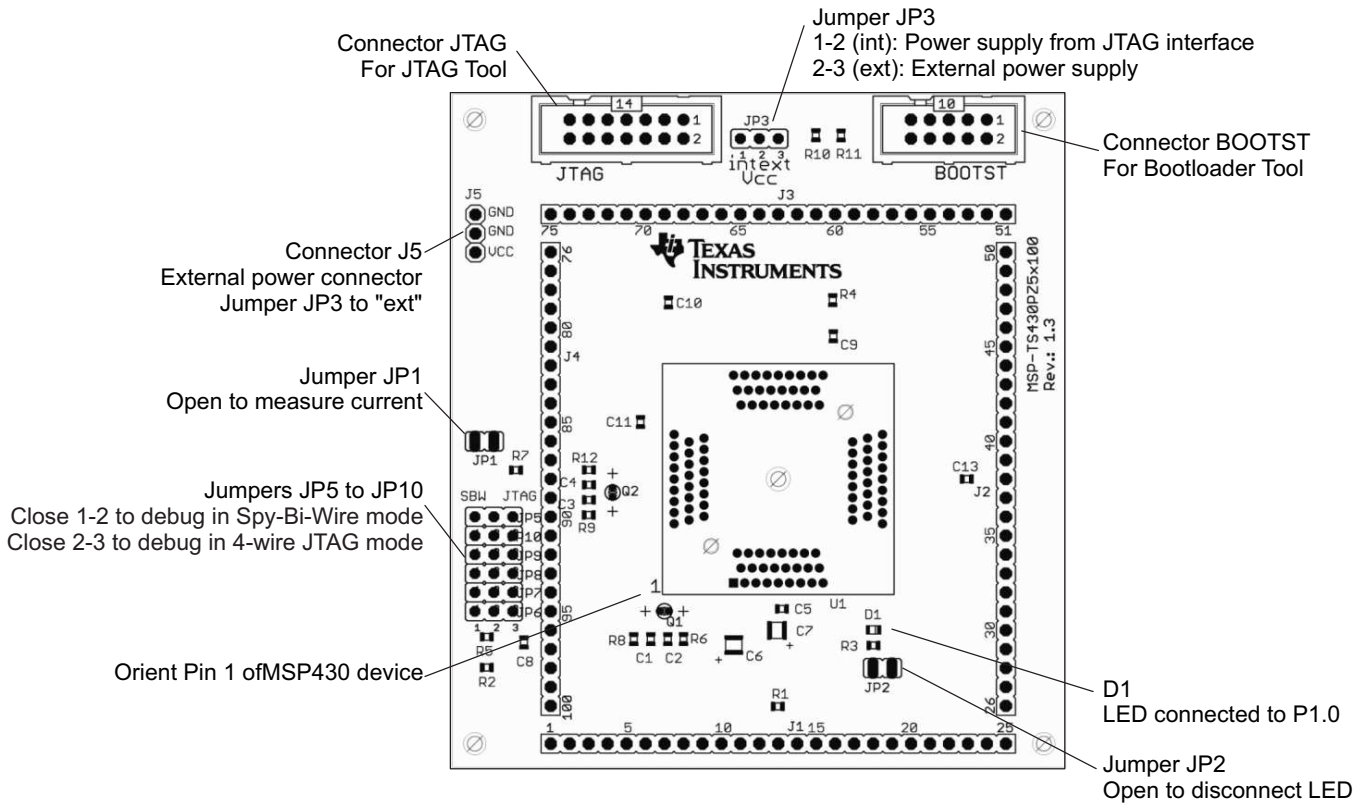 Jumper JP3
1-2 (int): Power supply from JTAG interface
2-3 (ext): External power supply
Connector JTAG
For JTAG Tool
Connector BOOTST
For Bootloader Tool
14
1
2
JTAG
JP3
1 2 3
int ext
Vcc
R10
R11
10
1
2
BOOTST
J5
GND
GND
VCC
J3
75
70
65
60
55
51
Connector J5
External power connector
Jumper JP3 to "ext"
TEXAS
INSTRUMENTS
76
80
J4
85
90
95
100
50
45
40
J2
35
30
26
MSP-TS430PZ5x100
Rev.: 1.3
C10
R4
C9
C11
C13
Jumper JP1
Open to measure current
JP1
R7
R12
C4
C3
R9
+
Q2
+
Jumpers JP5 to JP10
Close 1-2 to debug in Spy-Bi-Wire mode
Close 2-3 to debug in 4-wire JTAG mode
SBW JTAG
JP5
JP10
JP9
JP8
JP7
JP6
1 2 3
R5
R2
C8
1
U1
+ Q1 +
C5
R8
C1
C2
R6
+
C6
C7
+
D1
R3
JP2
R1
Orient Pin 1 ofMSP430 device
D1
LED connected to P1.0
Jumper JP2
Open to disconnect LED
1
5
10
J1
15
20
25